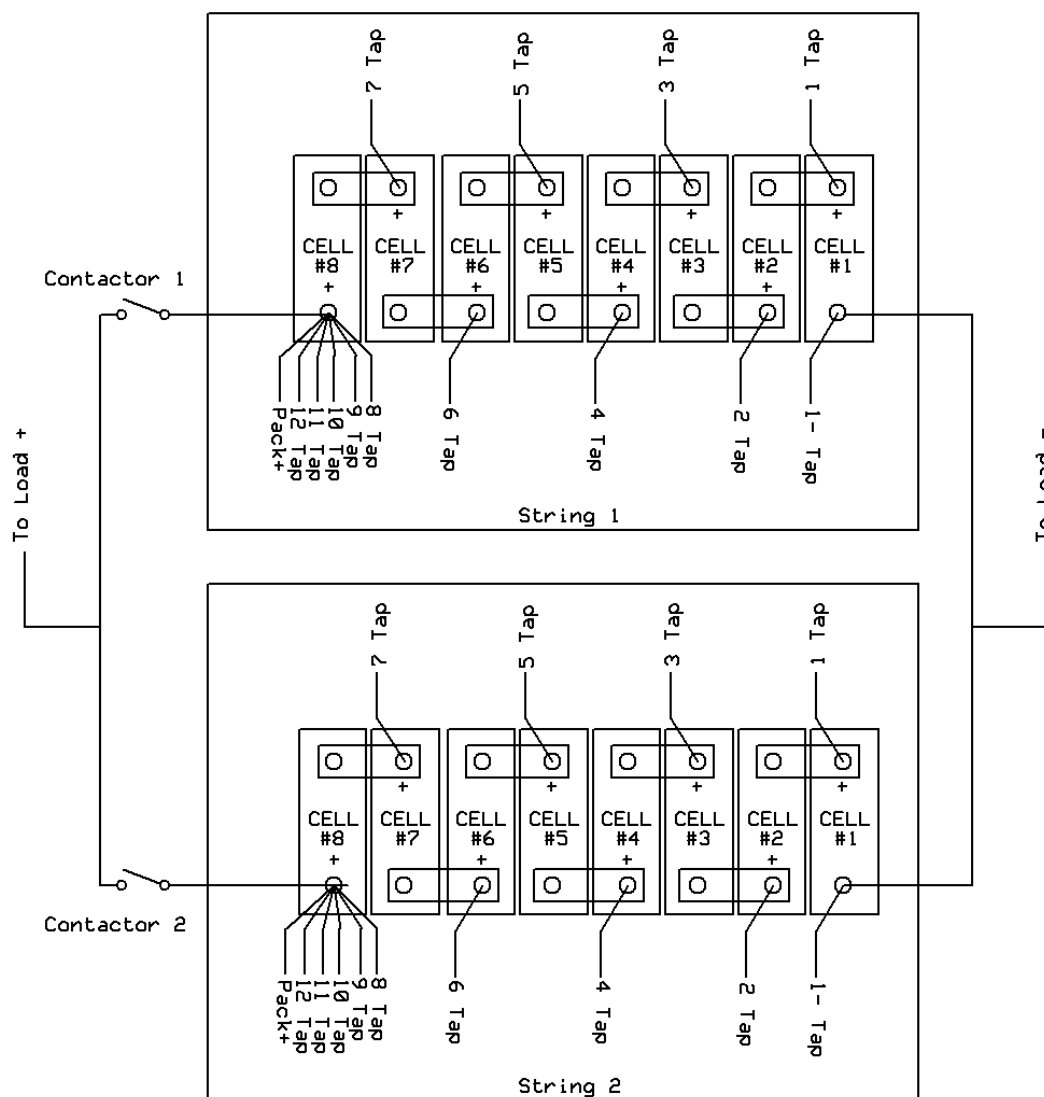 7 Tap
5 Tap
3 Tap
1 Tap
CELL #8 +
CELL #7 +
CELL #6 +
CELL #5 +
CELL #4 +
CELL #3 +
CELL #2 +
CELL #1 +
Contactor 1
Pack+
12 Tap
11 Tap
10 Tap
9 Tap
8 Tap
6 Tap
4 Tap
2 Tap
1- Tap
String 1
To Load +
To Load -
7 Tap
5 Tap
3 Tap
1 Tap
CELL #8 +
CELL #7 +
CELL #6 +
CELL #5 +
CELL #4 +
CELL #3 +
CELL #2 +
CELL #1 +
Contactor 2
Pack+
12 Tap
11 Tap
10 Tap
9 Tap
8 Tap
6 Tap
4 Tap
2 Tap
1- Tap
String 2